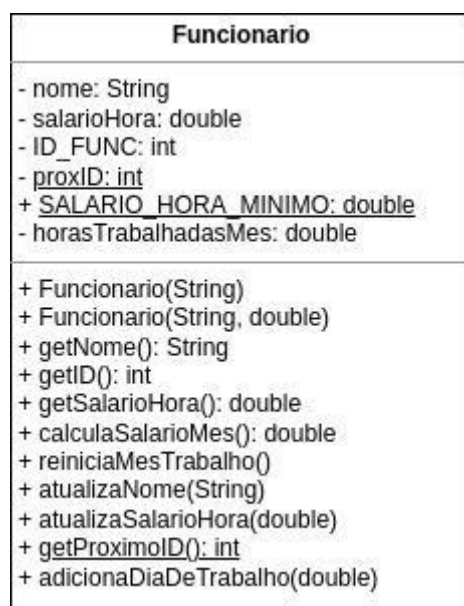 Funcionario
- nome: String
- salarioHora: double
- ID_FUNC: int
- proxID: int
+ SALARIO_HORA_MINIMO: double
- horasTrabalhadasMes: double
+ Funcionario(String)
+ Funcionario(String, double)
+ getNome(): String
+ getID(): int
+ getSalarioHora(): double
+ calculaSalarioMes(): double
+ reiniciaMesTrabalho()
+ atualizaNome(String)
+ atualizaSalarioHora(double)
+ getProximoID(): int
+ adicionaDiaDeTrabalho(double)